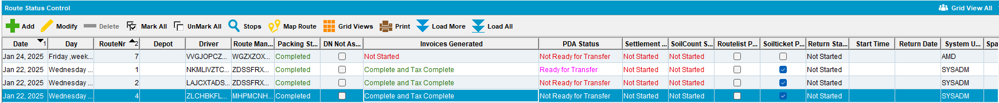 Route Status Control Grid View All
Add Modify Delete Mark All UnMark All Stops Map Route Grid Views Print Load More Load All
Date 1 Day RouteNr 2 Depot Driver Route Man... Packing St... DN Not As... Invoices Generated PDA Status Settlement ... SoilCount S... Routelist P... Soilticket P... Return Sta... Start Time Return Date System U... Spa
Jan 24, 2025 Friday ,week... 7 VVGJOPCZ... WGZXZOX... Completed Not Started Not Ready for Transfer Not Started Not Started Not Started AMD
Jan 22, 2025 Wednesday ... 1 NKMLIVZTC... ZDSSFRX... Completed Complete and Tax Complete Ready for Transfer Not Started Not Started Not Started SYSADM
Jan 22, 2025 Wednesday ... 2 LAJCXTADS... ZDSSFRX... Completed Complete and Tax Complete Not Ready for Transfer Not Started Not Started Not Started SYSADM
Jan 22, 2025 Wednesday ... 4 ZLCHBKFL... MHPMCNH... Completed Complete and Tax Complete Not Ready for Transfer Not Started Not Started Not Started SYSADM